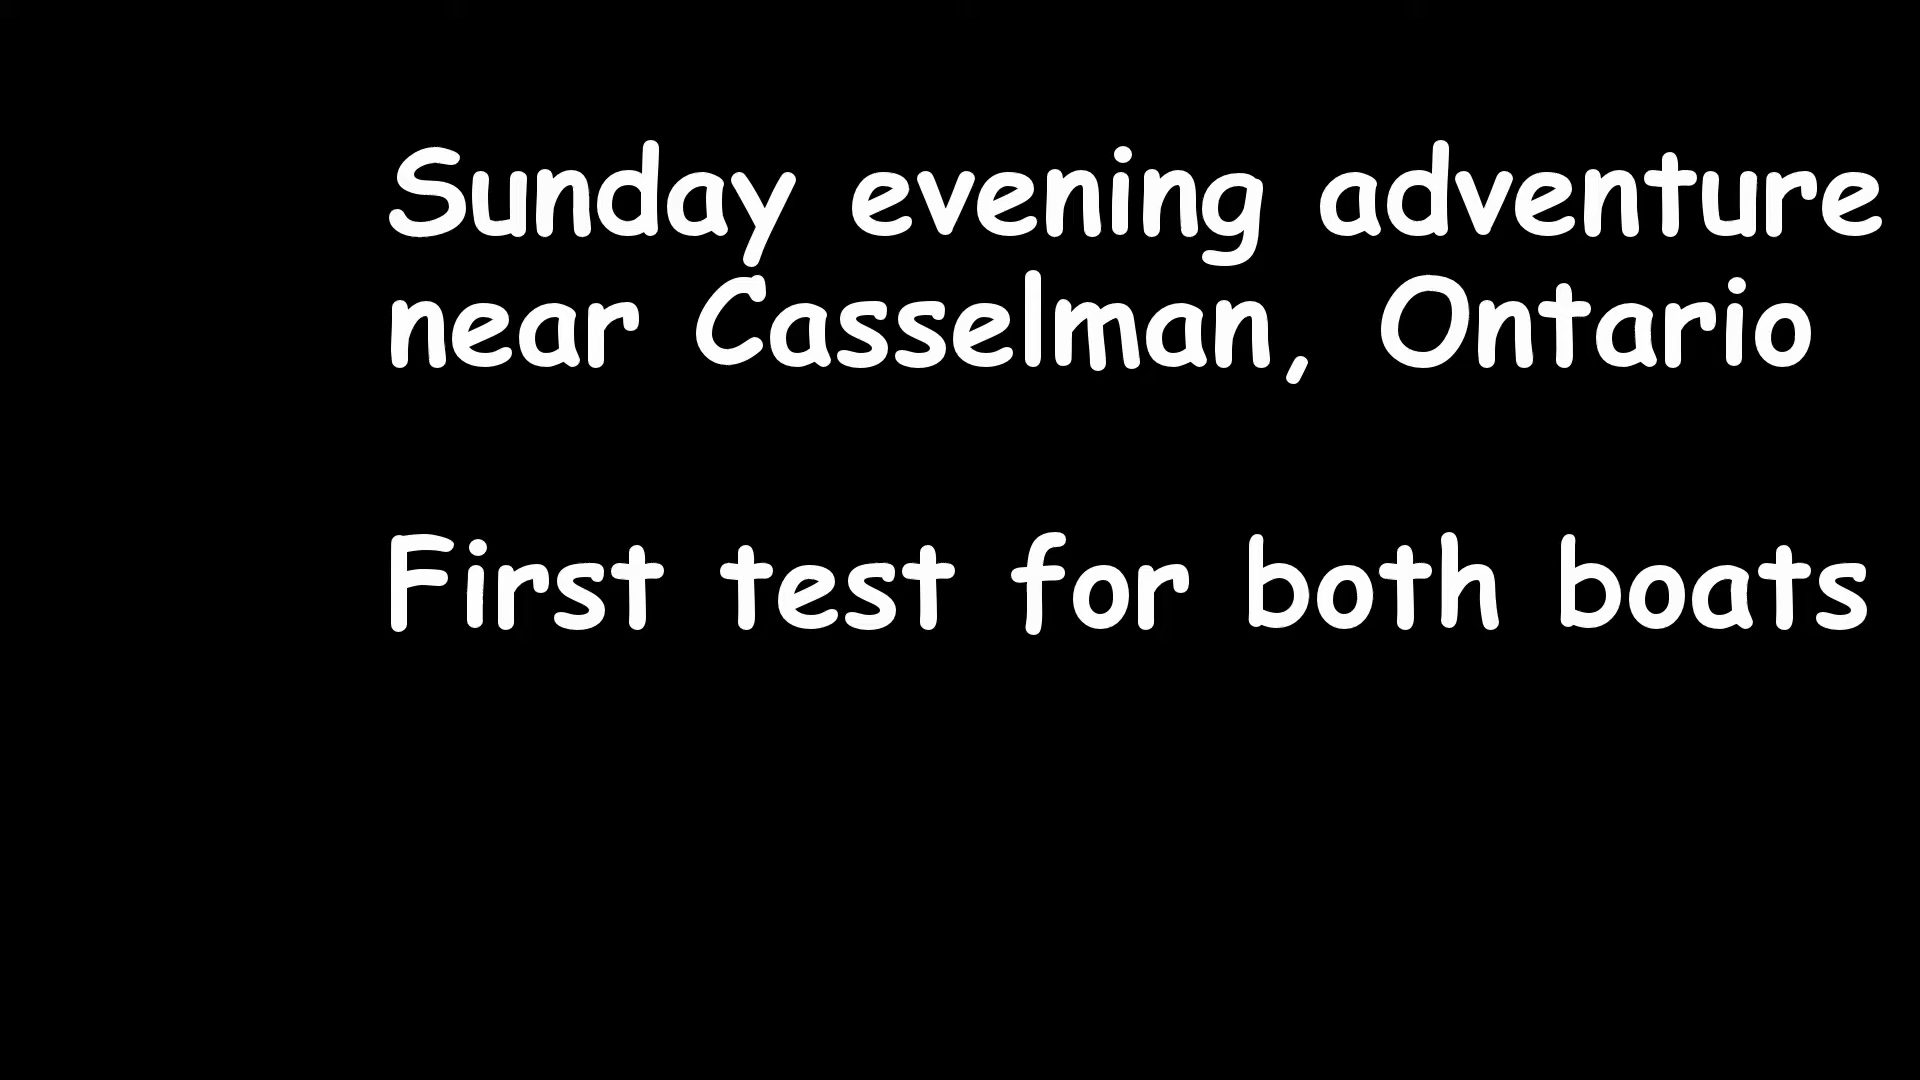 Sunday evening adventure
near Casselman, Ontario
First test for both boats